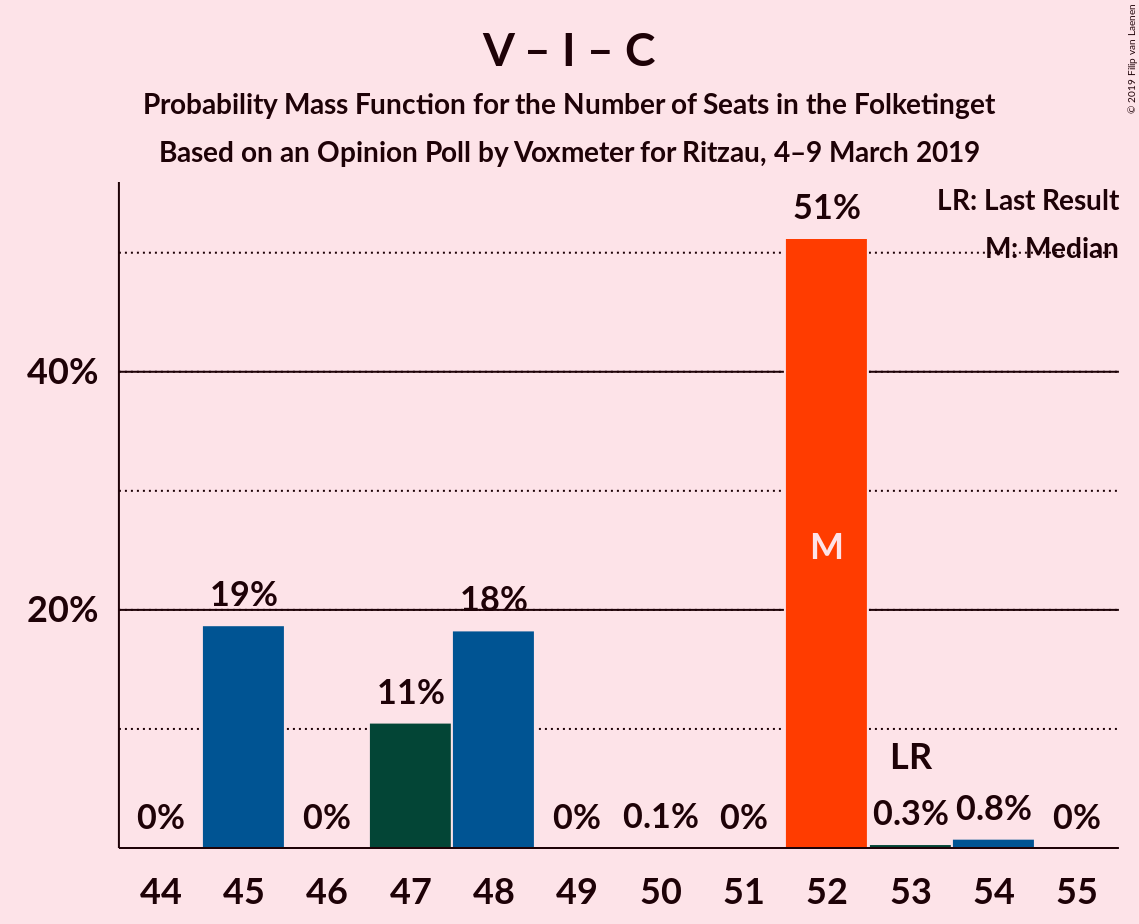 V – I – C
Probability Mass Function for the Number of Seats in the Folketinget
Based on an Opinion Poll by Voxmeter for Ritzau, 4–9 March 2019
© 2019 Filip van Laenen
LR: Last Result
M: Median
51%
40%
M
20%
19%
18%
11%
LR
0%
0%
0%
0.1%
0%
0.3%
0.8%
0%
44 45 46 47 48 49 50 51 52 53 54 55